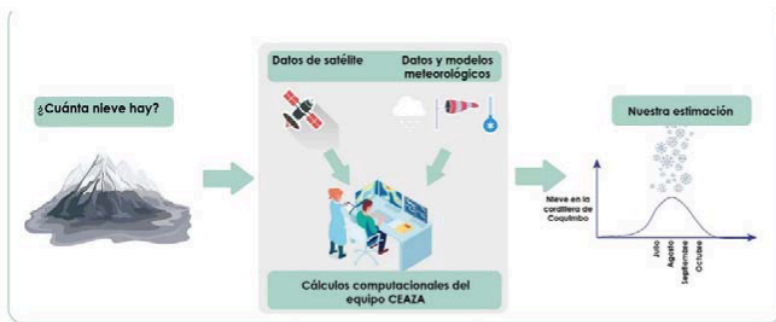 ¿Cuánta nieve hay?
Datos de satélite
Datos y modelos
meteorológicos
Cálculos computacionales del
equipo CEAZA
Nuestra estimación
Nieve en la
cordillera de
Coquimbo
Julio
Agosto
Septiembre
Octubre